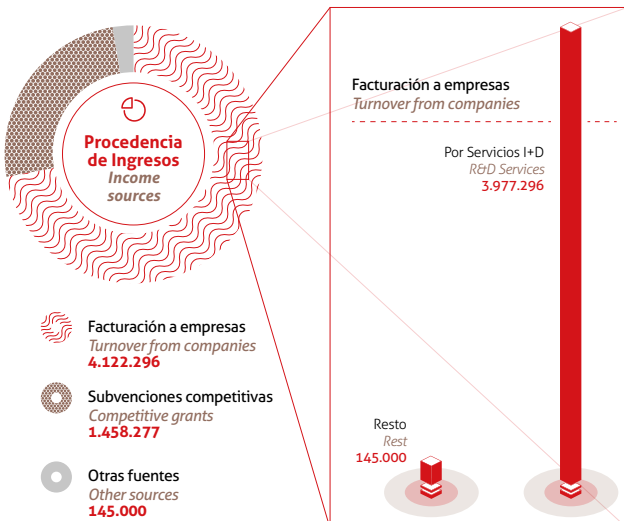 Procedencia
de Ingresos
Income
sources
Facturación a empresas
Turnover from companies
4.122.296
Subvenciones competitivas
Competitive grants
1.458.277
Otras fuentes
Other sources
145.000
Facturación a empresas
Turnover from companies
Por Servicios I+D
R&D Services
3.977.296
Resto
Rest
145.000